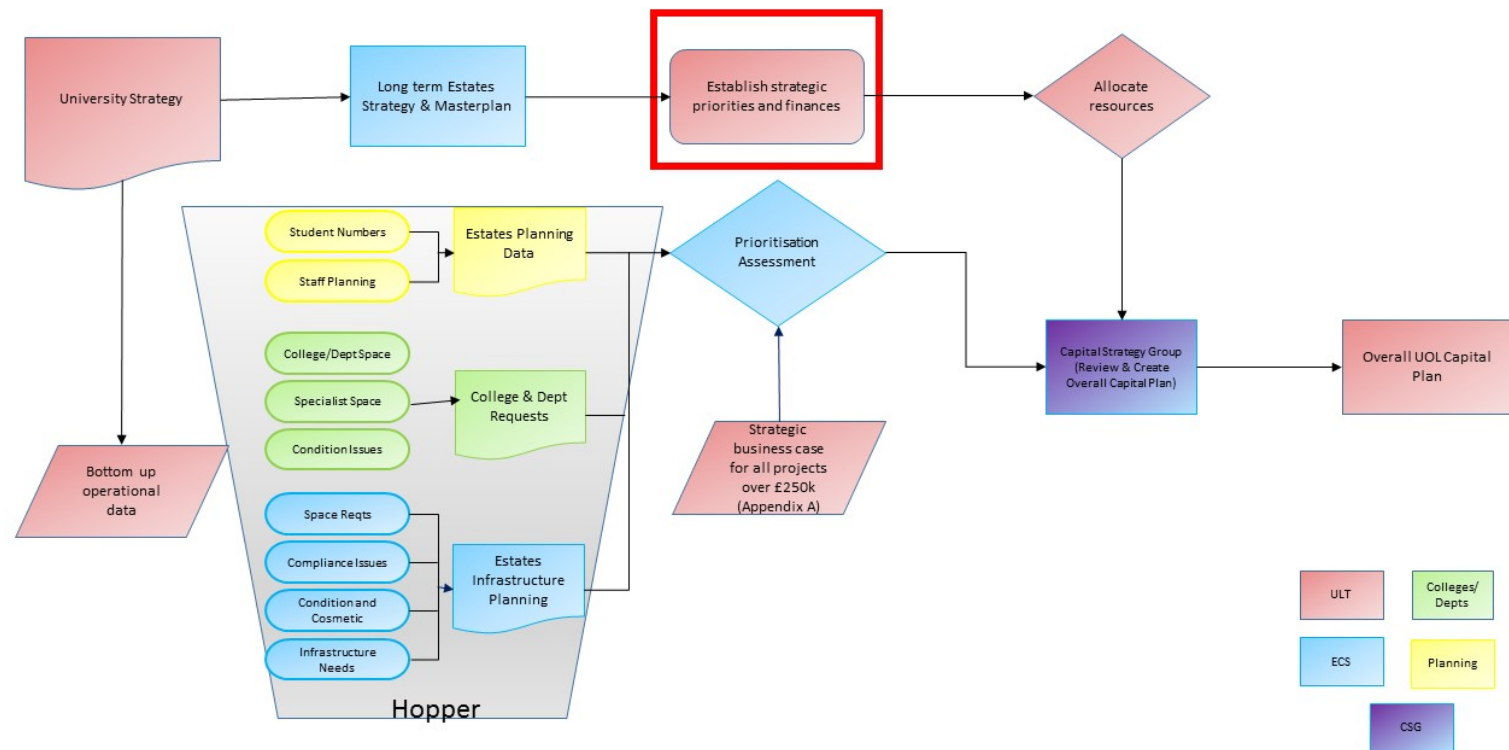 University Strategy
Long term Estates
Strategy & Masterplan
Establish strategic
priorities and finances
Allocate
resources
Student Numbers
Staff Planning
Estates Planning
Data
Prioritisation
Assessment
College/Dept Space
Specialist Space
Condition Issues
College & Dept
Requests
Capital Strategy Group
(Review & Create
Overall Capital Plan)
Overall UOL Capital
Plan
Bottom up
operational
data
Strategic
business case
for all projects
over £250k
(Appendix A)
Space Reqts
Compliance Issues
Condition and
Cosmetic
Infrastructure
Needs
Estates
Infrastructure
Planning
Hopper
ULT
Colleges/
Depts
ECS
Planning
CSG